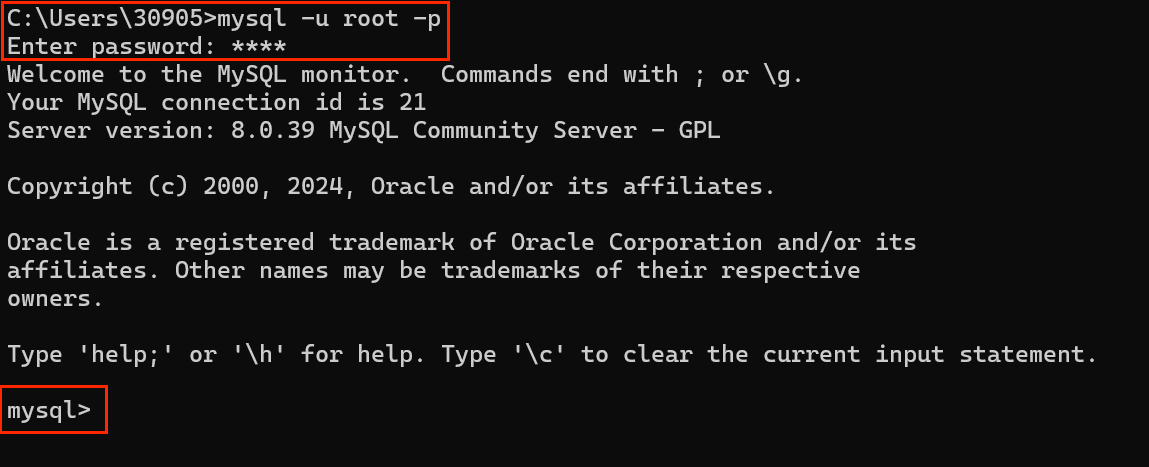 C:\Users\30905>mysql -u root -p
Enter password: ****
Welcome to the MySQL monitor.  Commands end with ; or \g.
Your MySQL connection id is 21
Server version: 8.0.39 MySQL Community Server - GPL
Copyright (c) 2000, 2024, Oracle and/or its affiliates.
Oracle is a registered trademark of Oracle Corporation and/or its
affiliates. Other names may be trademarks of their respective
owners.
Type 'help;' or '\h' for help. Type '\c' to clear the current input statement.
mysql>